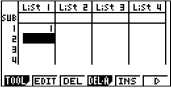 List 1 List 2 List 3 List 4
SUB
1 1
2
3
4
TOOL EDIT DEL DEL-A INS ▷